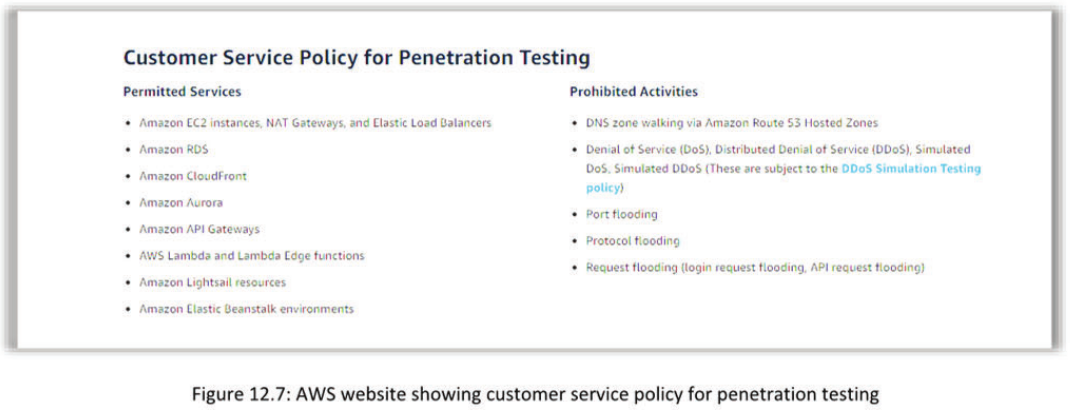 Customer Service Policy for Penetration Testing
Permitted Services
• Amazon EC2 instances, NAT Gateways, and Elastic Load Balancers
• Amazon RDS
• Amazon CloudFront
• Amazon Aurora
• Amazon API Gateways
• AWS Lambda and Lambda Edge functions
• Amazon Lightsail resources
• Amazon Elastic Beanstalk environments
Prohibited Activities
• DNS zone walking via Amazon Route 53 Hosted Zones
• Denial of Service (DoS), Distributed Denial of Service (DDoS), Simulated
DoS, Simulated DDoS (These are subject to the DDoS Simulation Testing
policy)
• Port flooding
• Protocol flooding
• Request flooding (login request flooding, API request flooding)
Figure 12.7: AWS website showing customer service policy for penetration testing